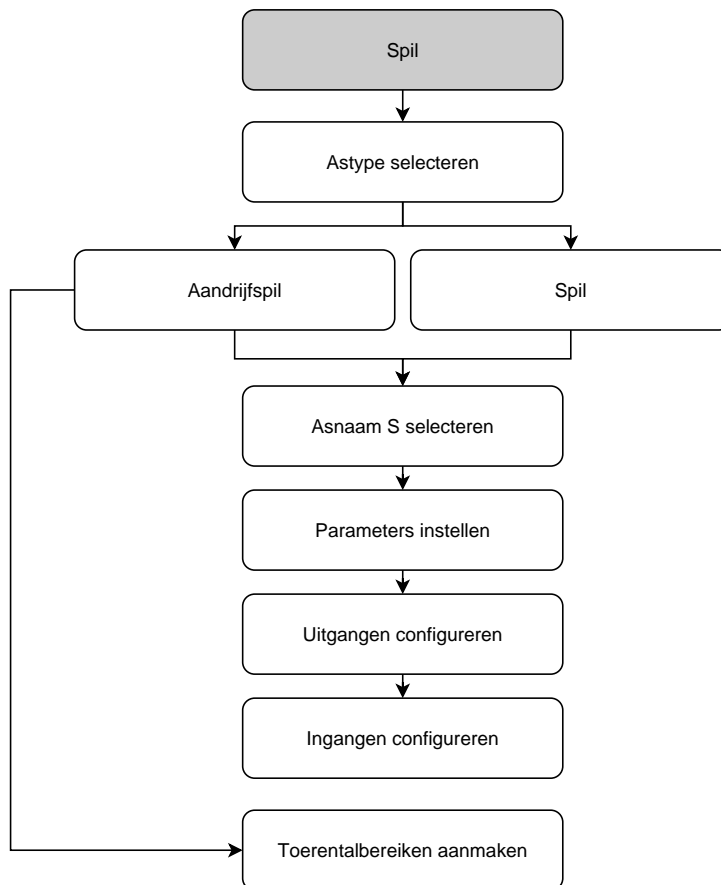 Spil
Astype selecteren
Aandrijfspil
Spil
Asnaam S selecteren
Parameters instellen
Uitgangen configureren
Ingangen configureren
Toerentalbereiken aanmaken